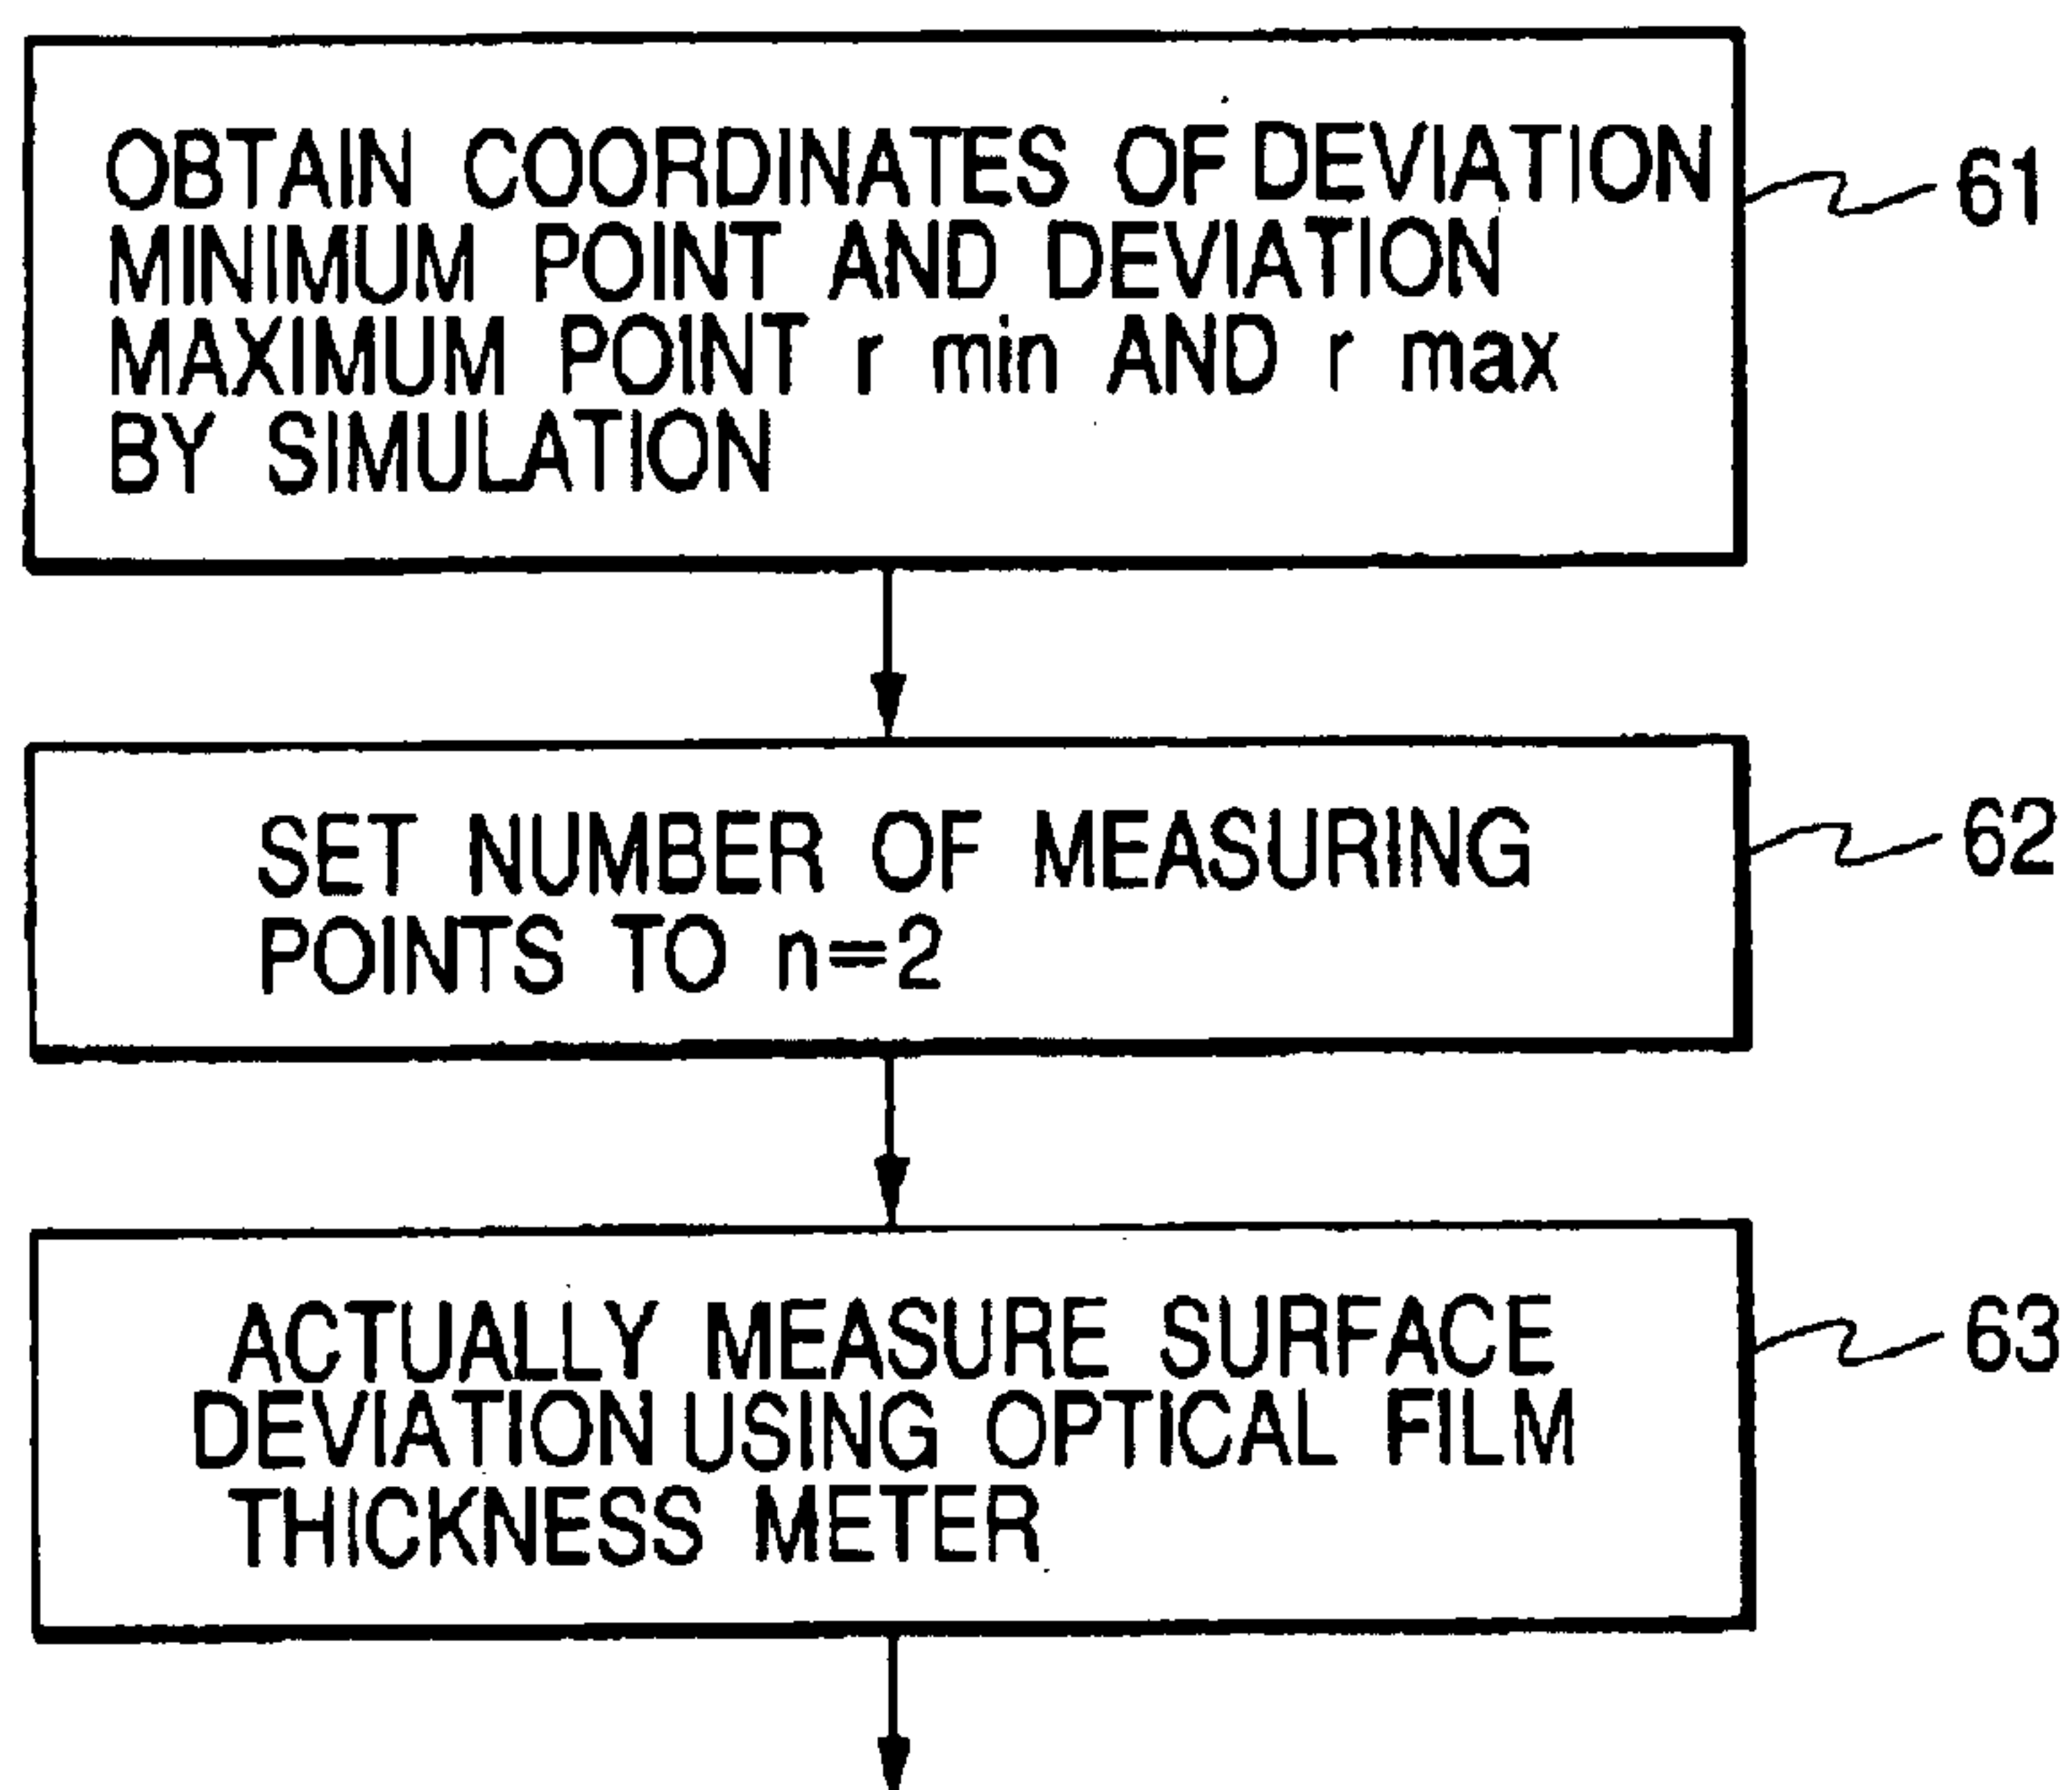 OBTAIN COORDINATES OF DEVIATION
MINIMUM POINT AND DEVIATION
MAXIMUM POINT r min AND r max
BY SIMULATION
61
SET NUMBER OF MEASURING
POINTS TO n=2
62
ACTUALLY MEASURE SURFACE
DEVIATION USING OPTICAL FILM
THICKNESS METER
63